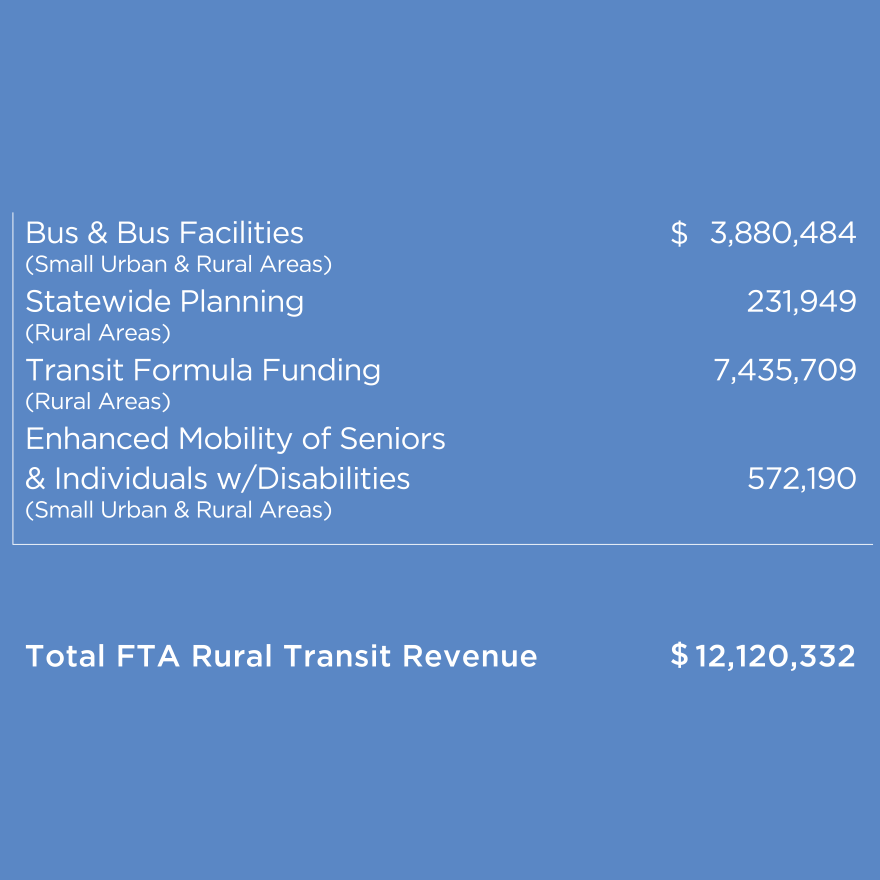 Bus & Bus Facilities $ 3,880,484
(Small Urban & Rural Areas)
Statewide Planning 231,949
(Rural Areas)
Transit Formula Funding 7,435,709
(Rural Areas)
Enhanced Mobility of Seniors
& Individuals w/Disabilities 572,190
(Small Urban & Rural Areas)
Total FTA Rural Transit Revenue $ 12,120,332